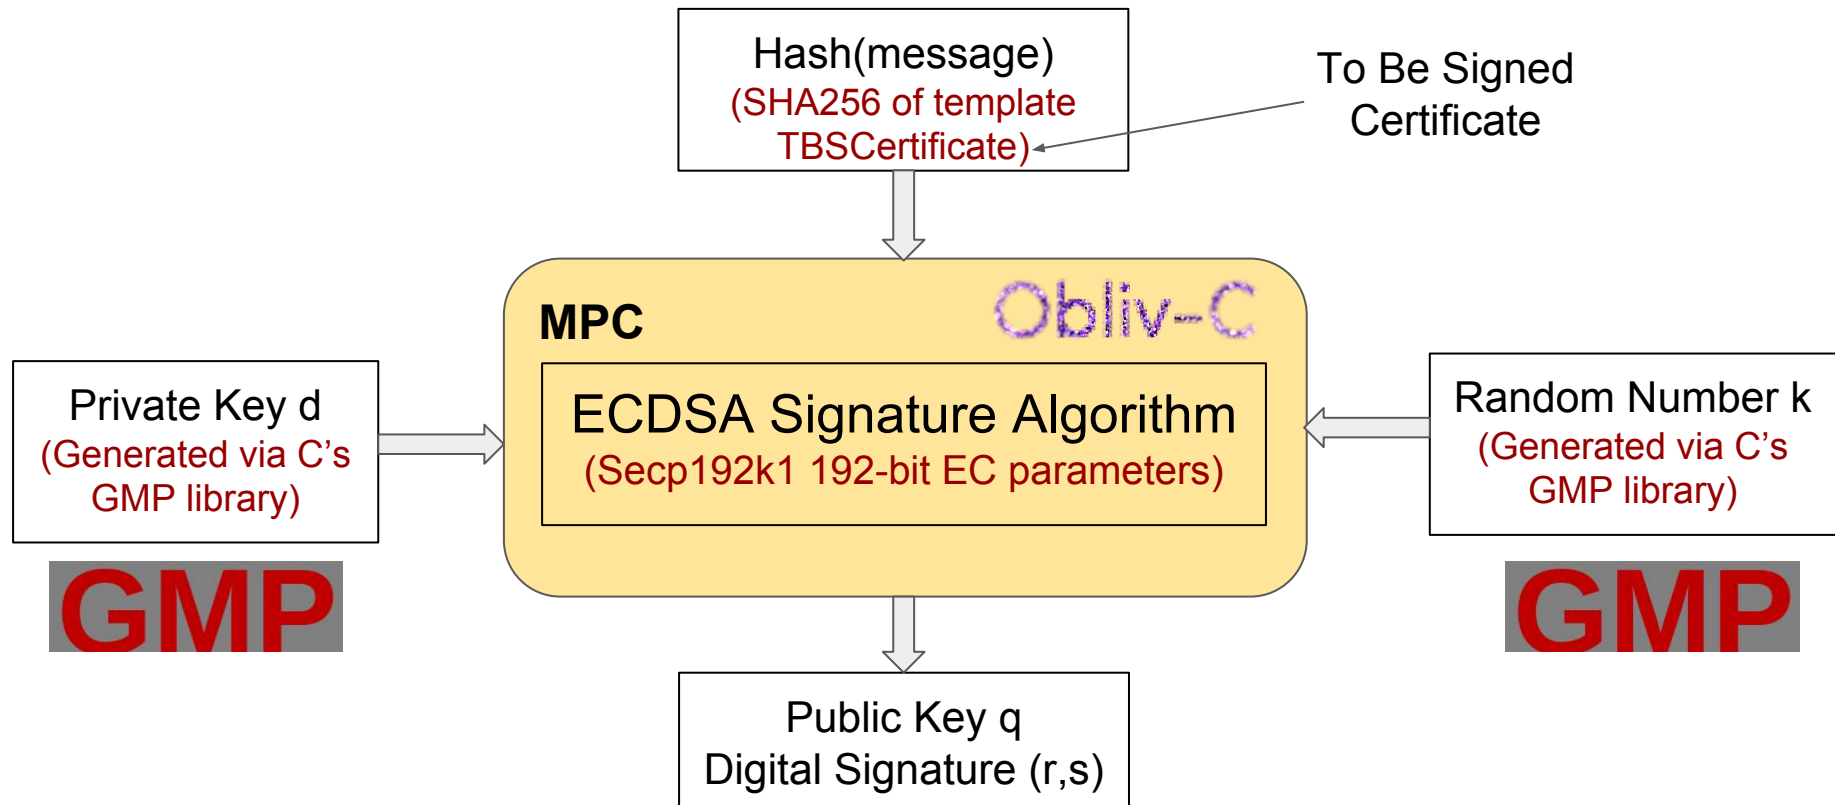 Hash(message)
(SHA256 of template
TBSCertificate)
To Be Signed
Certificate
MPC
Obliv-C
ECDSA Signature Algorithm
(Secp192k1 192-bit EC parameters)
Private Key d
(Generated via C’s
GMP library)
GMP
Random Number k
(Generated via C’s
GMP library)
GMP
Public Key q
Digital Signature (r,s)